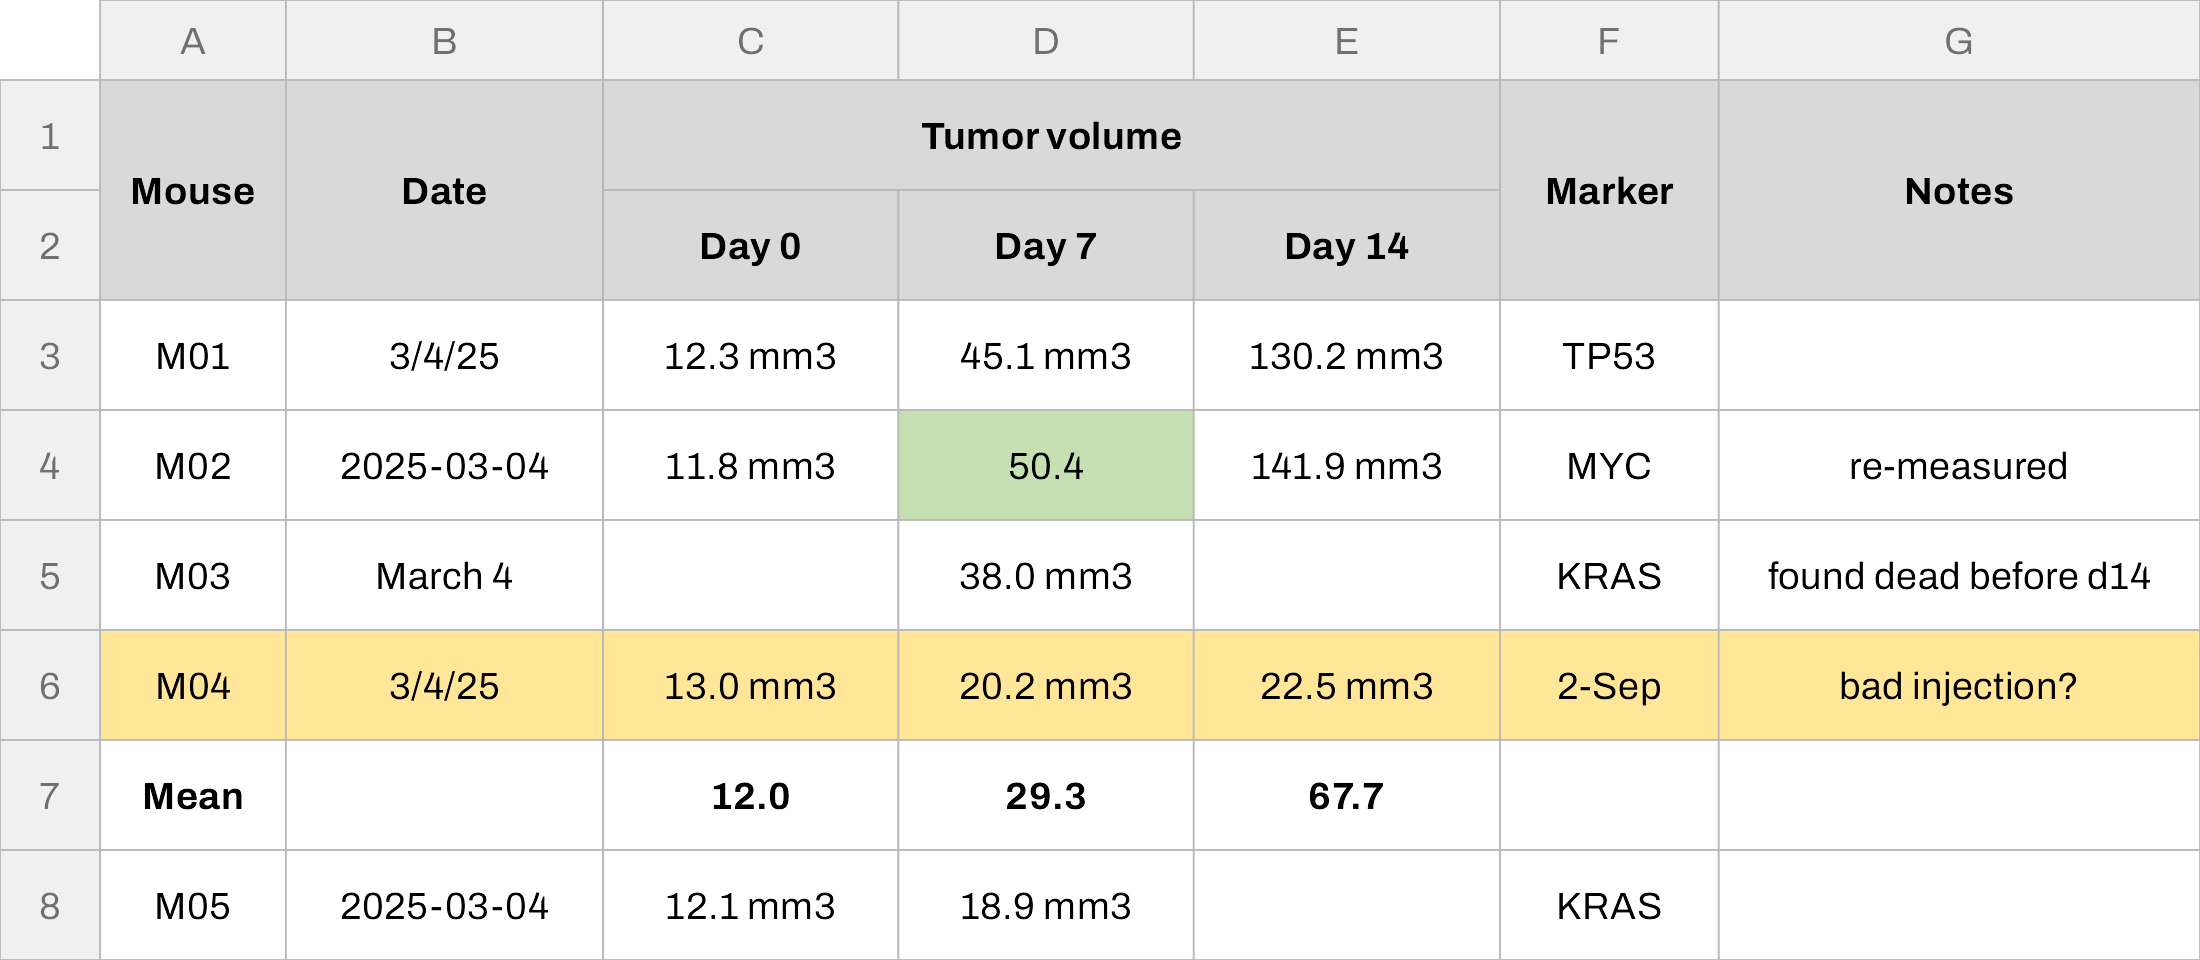 A B C D E F G
1 Tumor volume
Mouse Date Marker Notes
2 Day 0 Day 7 Day 14
3 M01 3/4/25 12.3 mm3 45.1 mm3 130.2 mm3 TP53
4 M02 2025-03-04 11.8 mm3 50.4 141.9 mm3 MYC re-measured
5 M03 March 4 38.0 mm3 KRAS found dead before d14
6 M04 3/4/25 13.0 mm3 20.2 mm3 22.5 mm3 2-Sep bad injection?
7 Mean 12.0 29.3 67.7
8 M05 2025-03-04 12.1 mm3 18.9 mm3 KRAS